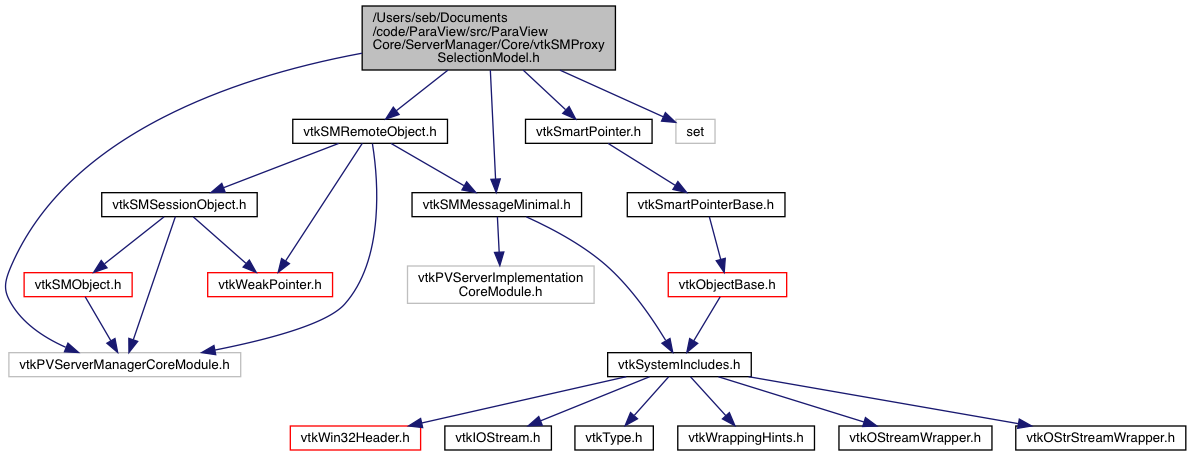 /Users/seb/Documents
/code/ParaView/src/ParaView
Core/ServerManager/Core/vtkSMProxy
SelectionModel.h
vtkSMRemoteObject.h
vtkSmartPointer.h
set
vtkSMSessionObject.h
vtkSMMessageMinimal.h
vtkSmartPointerBase.h
vtkSMObject.h
vtkWeakPointer.h
vtkPVServerImplementation
CoreModule.h
vtkObjectBase.h
vtkPVServerManagerCoreModule.h
vtkSystemIncludes.h
vtkWin32Header.h
vtkIOStream.h
vtkType.h
vtkWrappingHints.h
vtkOStreamWrapper.h
vtkOStrStreamWrapper.h